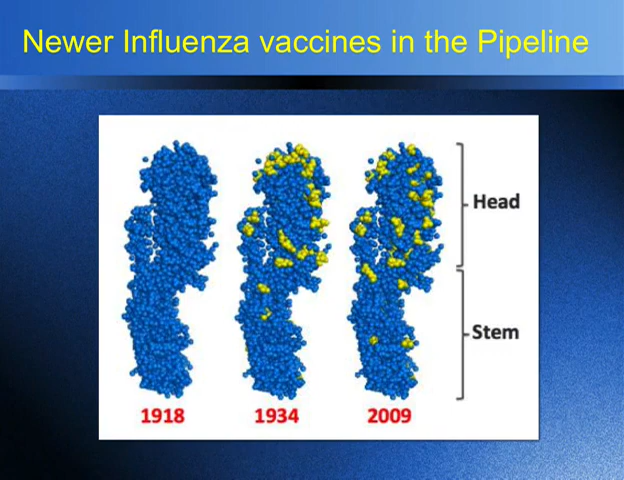 Newer Influenza vaccines in the Pipeline
Head
Stem
1918 1934 2009